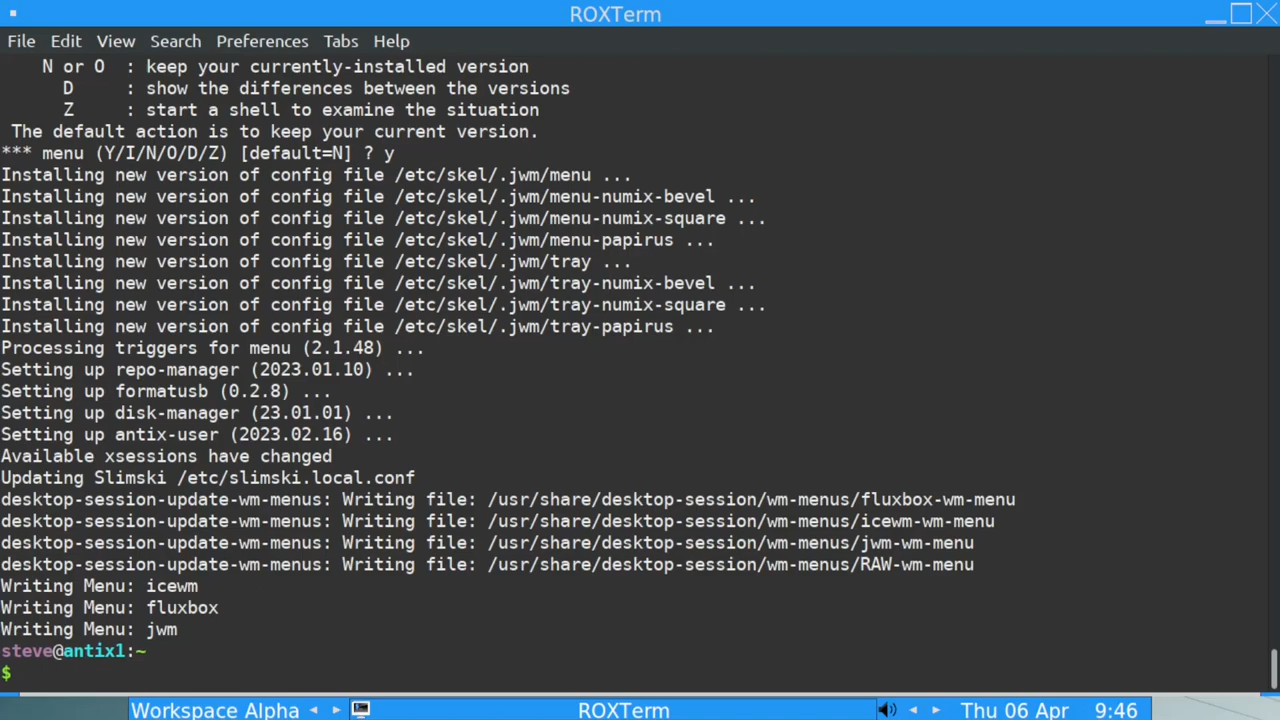 ROXTerm
File Edit View Search Preferences Tabs Help
N or O : keep your currently-installed version
D : show the differences between the versions
Z : start a shell to examine the situation
The default action is to keep your current version.
*** menu (Y/I/N/O/D/Z) [default=N] ? y
Installing new version of config file /etc/skel/.jwm/menu ...
Installing new version of config file /etc/skel/.jwm/menu-numix-bevel ...
Installing new version of config file /etc/skel/.jwm/menu-numix-square ...
Installing new version of config file /etc/skel/.jwm/menu-papirus ...
Installing new version of config file /etc/skel/.jwm/tray ...
Installing new version of config file /etc/skel/.jwm/tray-numix-bevel ...
Installing new version of config file /etc/skel/.jwm/tray-numix-square ...
Installing new version of config file /etc/skel/.jwm/tray-papirus ...
Processing triggers for menu (2.1.48) ...
Setting up repo-manager (2023.01.10) ...
Setting up formatusb (0.2.8) ...
Setting up disk-manager (23.01.01) ...
Setting up antix-user (2023.02.16) ...
Available xsessions have changed
Updating Slimski /etc/slimski.local.conf
desktop-session-update-wm-menus: Writing file: /usr/share/desktop-session/wm-menus/fluxbox-wm-menu
desktop-session-update-wm-menus: Writing file: /usr/share/desktop-session/wm-menus/icewm-wm-menu
desktop-session-update-wm-menus: Writing file: /usr/share/desktop-session/wm-menus/jwm-wm-menu
desktop-session-update-wm-menus: Writing file: /usr/share/desktop-session/wm-menus/RAW-wm-menu
Writing Menu: icewm
Writing Menu: fluxbox
Writing Menu: jwm
steve@antix1:~
$
Workspace Alpha ROXTerm Thu 06 Apr 9:46